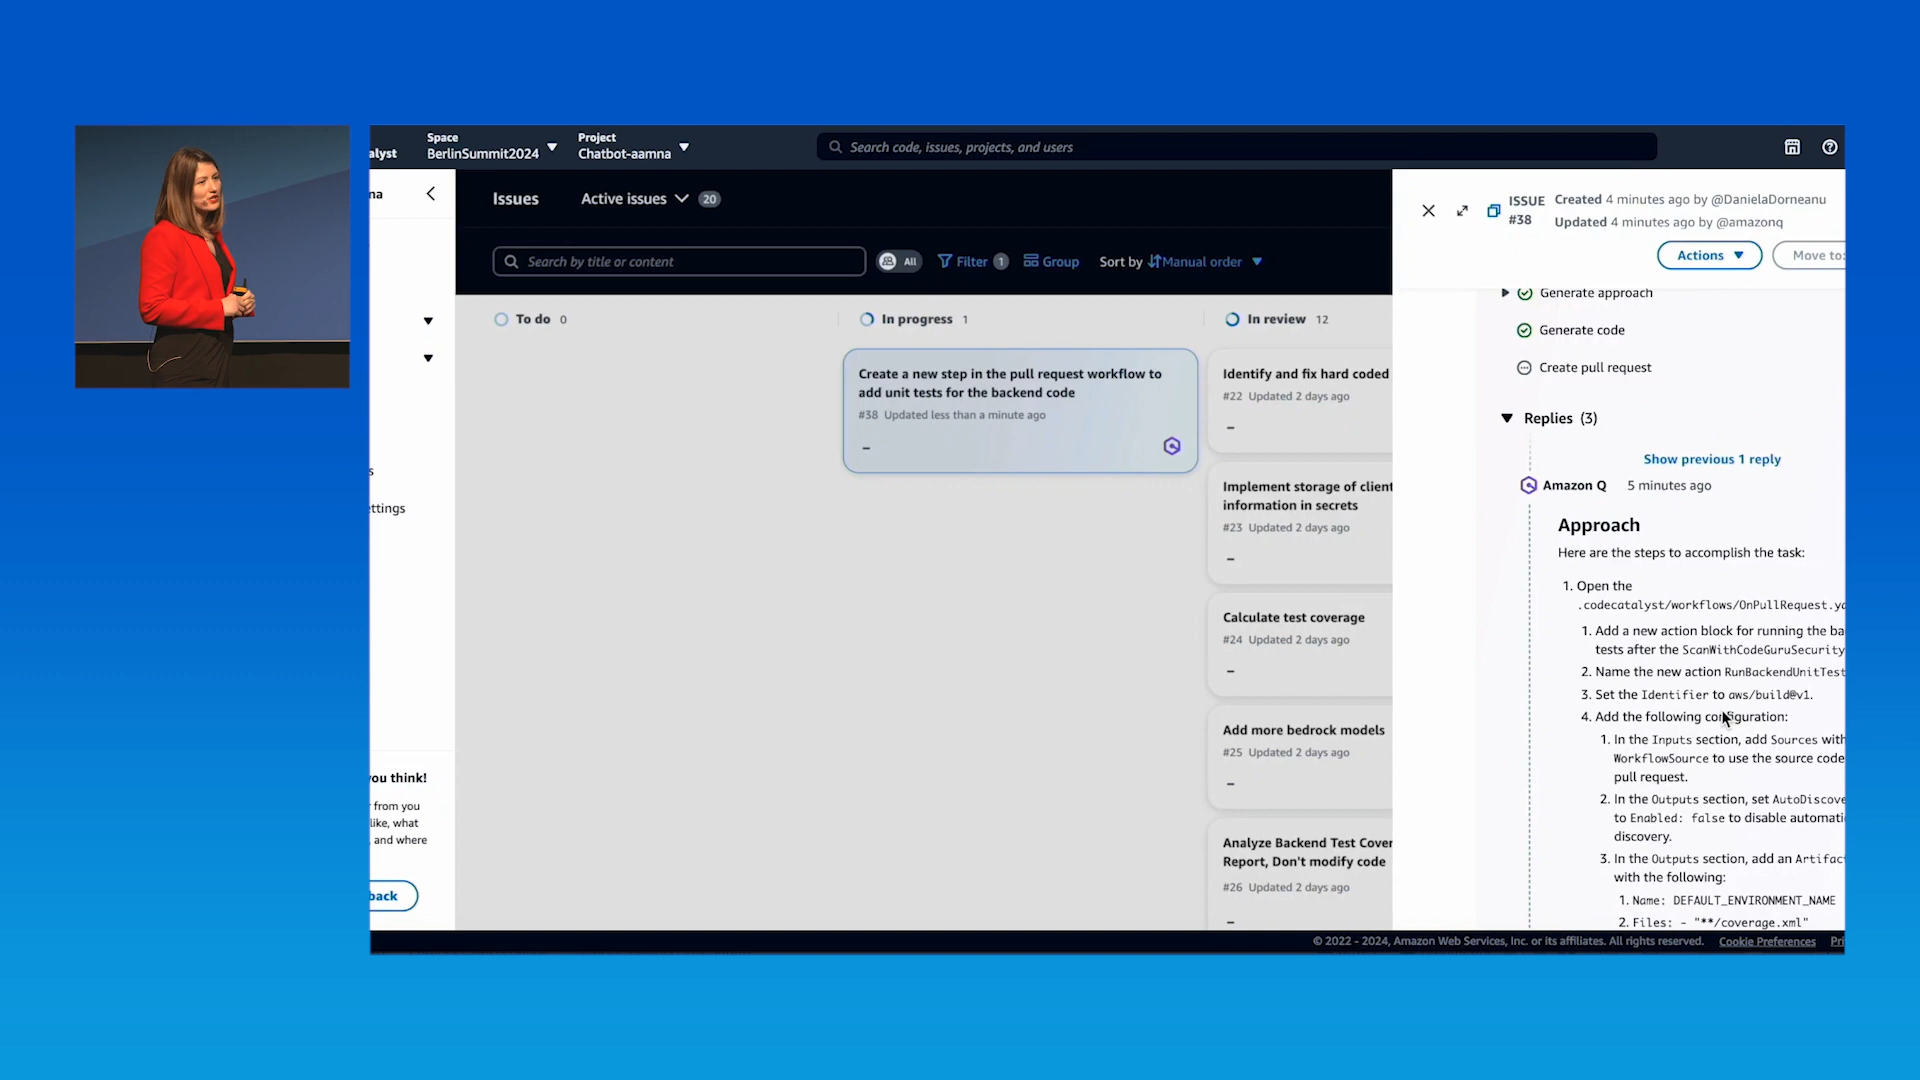 Space
Project
alyst
BerlinSummit2024
Chatbot-aamna
Search code, issues, projects, and users
na
Issues
Active issues
20
Search by title or content
All
Filter 1
Group
Sort by Manual order
To do 0
In progress 1
In review 12
Create a new step in the pull request workflow to
add unit tests for the backend code
#38 Updated less than a minute ago
–
Identify and fix hard coded
#22 Updated 2 days ago
–
Implement storage of client
information in secrets
#23 Updated 2 days ago
–
Calculate test coverage
#24 Updated 2 days ago
–
Add more bedrock models
#25 Updated 2 days ago
–
Analyze Backend Test Cover
Report, Don't modify code
#26 Updated 2 days ago
–
s
ettings
you think!
r from you
like, what
, and where
back
ISSUE
#38
Created 4 minutes ago by @DanielaDorneanu
Updated 4 minutes ago by @amazonq
Actions
Move to:
Generate approach
Generate code
Create pull request
Replies (3)
Show previous 1 reply
Amazon Q 5 minutes ago
Approach
Here are the steps to accomplish the task:
1. Open the
.codecatalyst/workflows/OnPullRequest.ya
1. Add a new action block for running the ba
tests after the ScanWithCodeGuruSecurity
2. Name the new action RunBackendUnitTest
3. Set the Identifier to aws/build@v1.
4. Add the following configuration:
1. In the Inputs section, add Sources with
WorkflowSource to use the source code
pull request.
2. In the Outputs section, set AutoDiscove
to Enabled: false to disable automati
discovery.
3. In the Outputs section, add an Artifac
with the following:
1. Name: DEFAULT_ENVIRONMENT_NAME
2. Files: - "**/coverage.xml"
© 2022 - 2024, Amazon Web Services, Inc. or its affiliates. All rights reserved. Cookie Preferences Pri